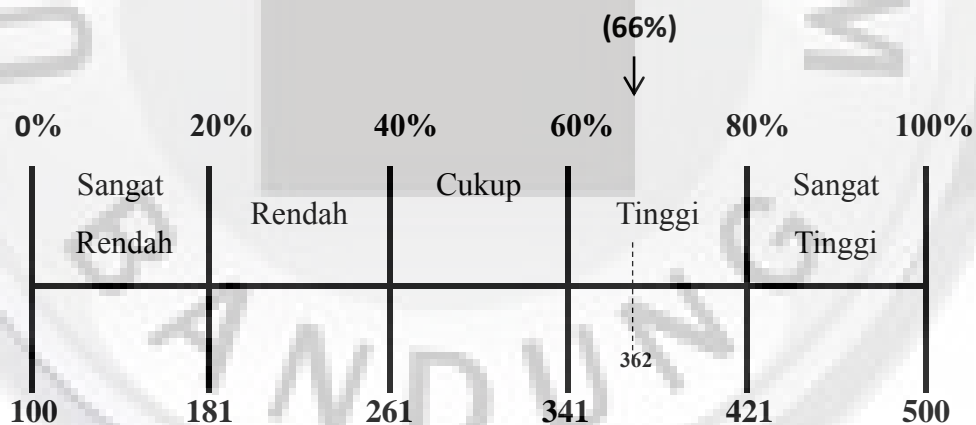 (66%)
0% 20% 40% 60% 80% 100%
Sangat Cukup Sangat
Rendah Tinggi
Rendah Tinggi
362
100 181 261 341 421 500
BANDUNG